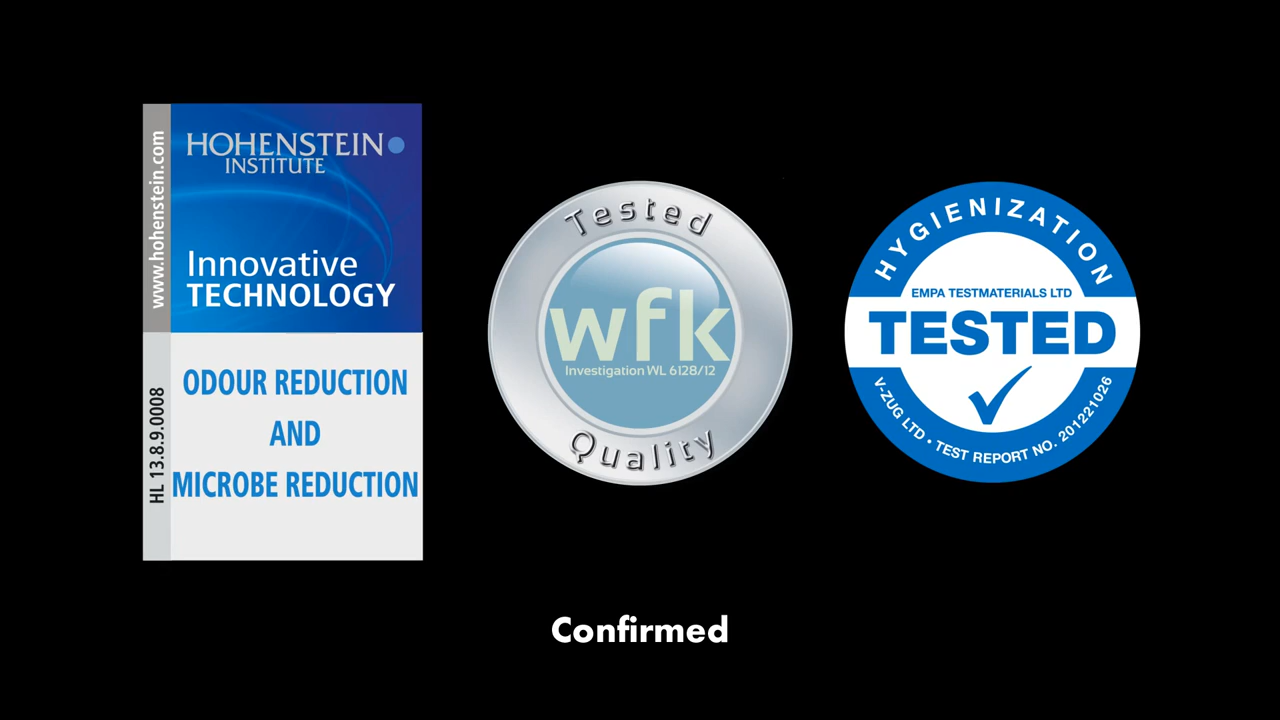 www.hohenstein.com
HOHENSTEIN
INSTITUTE
Innovative
TECHNOLOGY
HL 13.8.9.0008
ODOUR REDUCTION
AND
MICROBE REDUCTION
Tested
wfk
Investigation WL 6128/12
Quality
HYGIENIZATION
EMPA TESTMATERIALS LTD
TESTED
V-ZUG LTD • TEST REPORT NO. 201221026
Confirmed